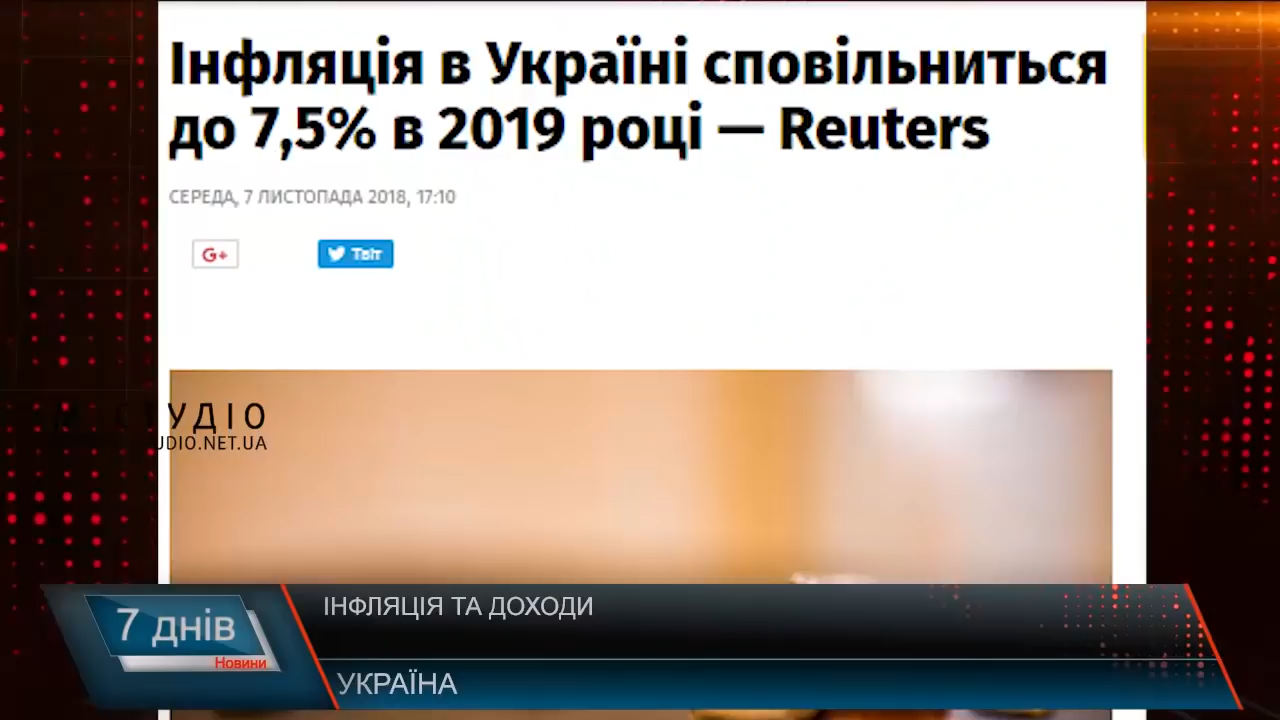 Інфляція в Україні сповільниться
до 7,5% в 2019 році — Reuters
СЕРЕДА, 7 ЛИСТОПАДА 2018, 17:10
G+
Твіт
СТУДІО
UDIO.NET.UA
ІНФЛЯЦІЯ ТА ДОХОДИ
7 днів
Новини
УКРАЇНА